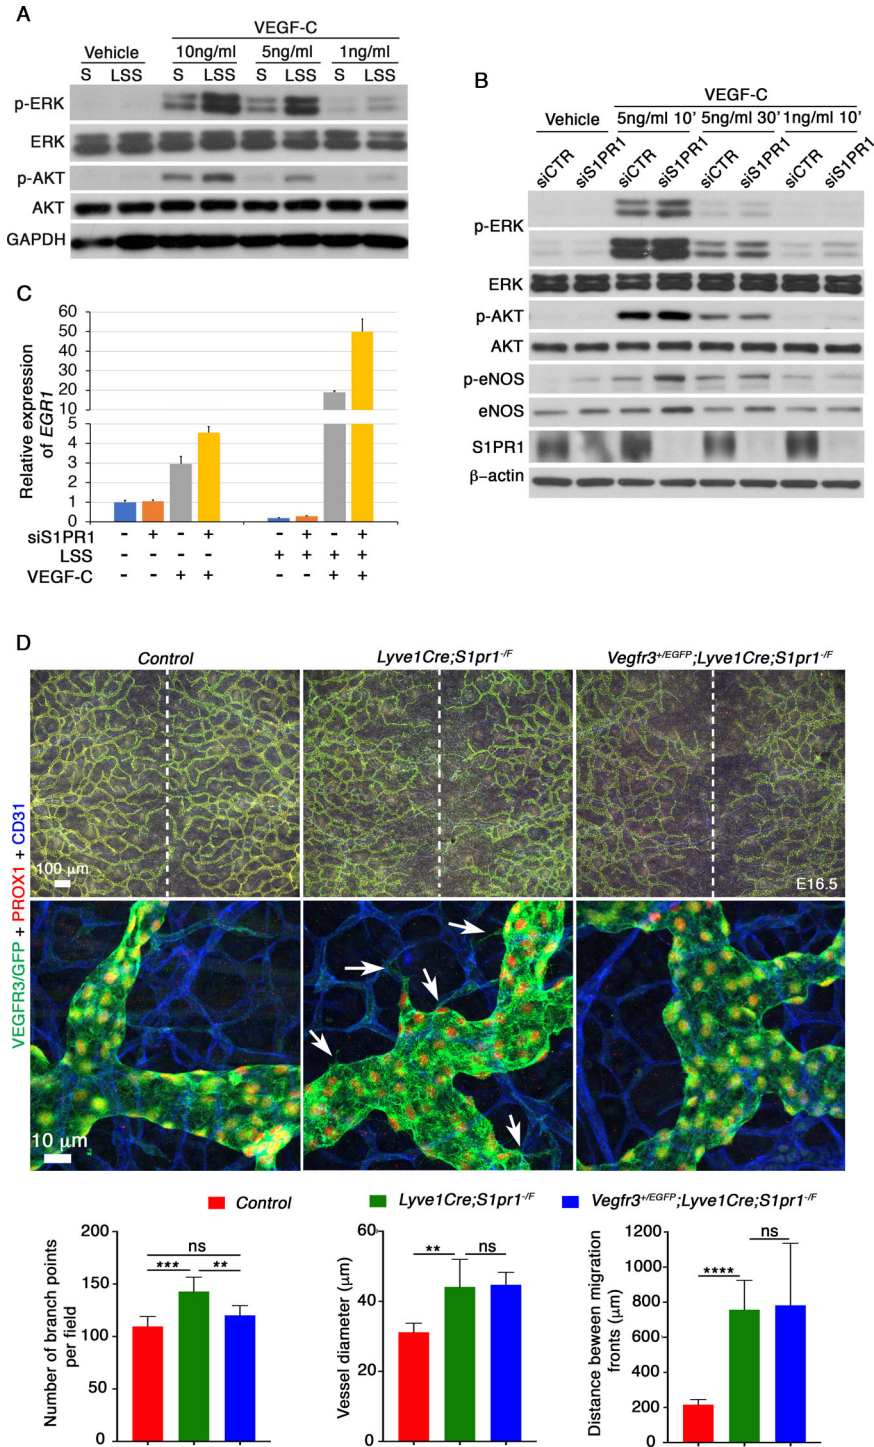 A
VEGF-C
Vehicle 10ng/ml 5ng/ml 1ng/ml
S LSS S LSS S LSS S LSS
p-ERK
ERK
p-AKT
AKT
GAPDH
B
VEGF-C
Vehicle 5ng/ml 10’ 5ng/ml 30’ 1ng/ml 10’
siCTR siS1PR1 siCTR siS1PR1 siCTR siS1PR1 siCTR siS1PR1
p-ERK
ERK
p-AKT
AKT
p-eNOS
eNOS
S1PR1
β-actin
C
Relative expression
of EGR1
60
50
40
30
20
10
5
4
3
2
1
0
siS1PR1 - + - + - + - +
LSS - - - - + + + +
VEGF-C - - + + - - + +
D
Control Lyve1Cre;S1pr1-/F Vegfr3+/EGFP;Lyve1Cre;S1pr1-/F
VEGFR3/GFP + PROX1 + CD31
100 µm
E16.5
10 µm
Control Lyve1Cre;S1pr1-/F Vegfr3+/EGFP;Lyve1Cre;S1pr1-/F
Number of branch points
per field
200
150
100
50
0
ns
*** **
Vessel diameter (µm)
60
40
20
0
** ns
Distance beween migration
fronts (µm)
1200
1000
800
600
400
200
0
ns
****